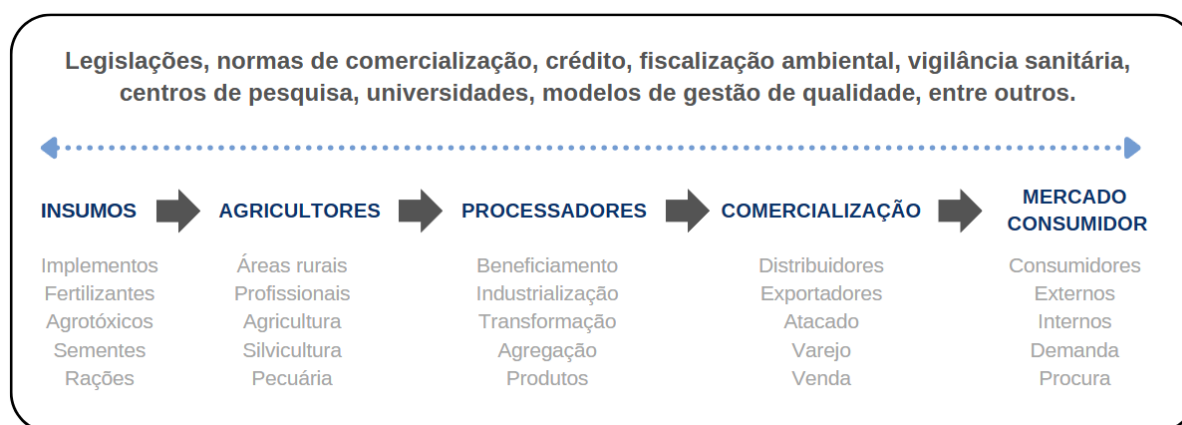 Legislações, normas de comercialização, crédito, fiscalização ambiental, vigilância sanitária,
centros de pesquisa, universidades, modelos de gestão de qualidade, entre outros.
INSUMOS
Implementos
Fertilizantes
Agrotóxicos
Sementes
Rações
AGRICULTORES
Áreas rurais
Profissionais
Agricultura
Silvicultura
Pecuária
PROCESSADORES
Beneficiamento
Industrialização
Transformação
Agregação
Produtos
COMERCIALIZAÇÃO
Distribuidores
Exportadores
Atacado
Varejo
Venda
MERCADO
CONSUMIDOR
Consumidores
Externos
Internos
Demanda
Procura